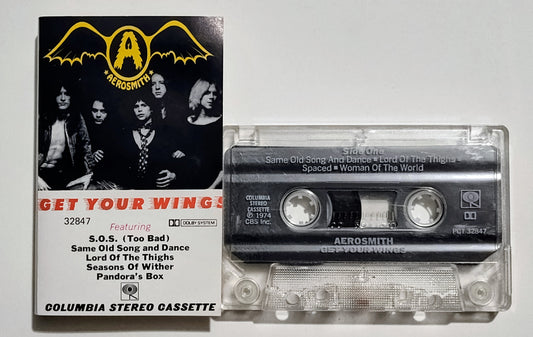 A
AEROSMITH
GET YOUR WINGS
32847
DOLBY SYSTEM
Featuring
S.O.S. (Too Bad)
Same Old Song and Dance
Lord Of The Thighs
Seasons Of Wither
Pandora's Box
COLUMBIA STEREO CASSETTE
Side One
Same Old Song And Dance ■ Lord Of The Thighs
Spaced ■ Woman Of The World
COLUMBIA
STEREO
CASSETTE
© 1974
CBS Inc.
PCT 32847
AEROSMITH
GET YOUR WINGS